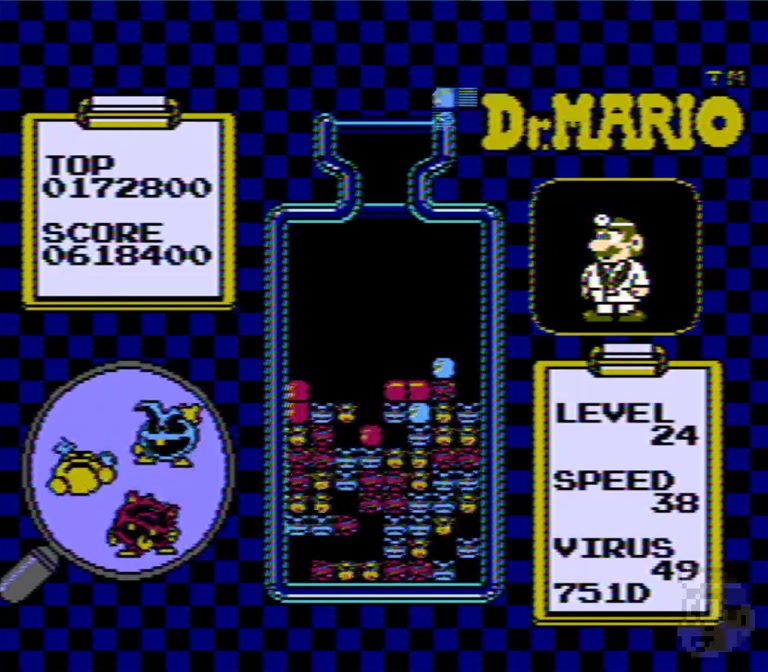 TM
Dr.MARIO
TOP
0172800
SCORE
0618400
LEVEL
24
SPEED
38
VIRUS
49
751D